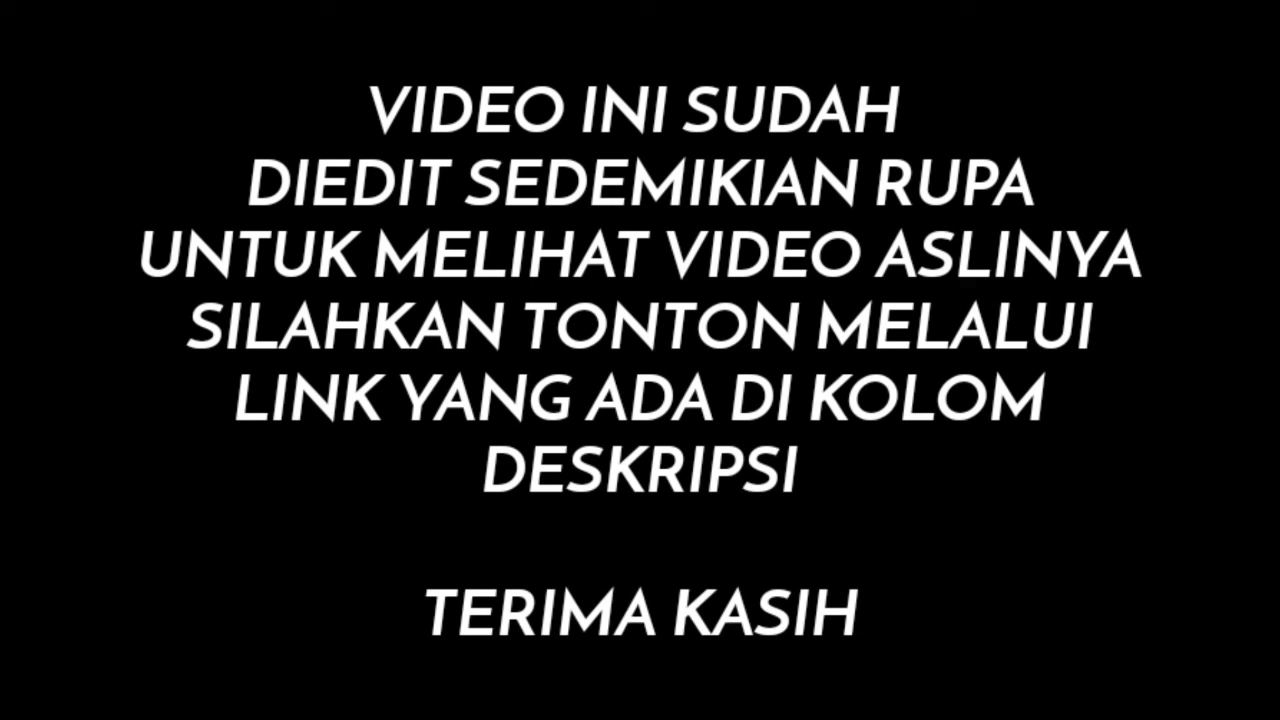 VIDEO INI SUDAH
DIEDIT SEDEMIKIAN RUPA
UNTUK MELIHAT VIDEO ASLINYA
SILAHKAN TONTON MELALUI
LINK YANG ADA DI KOLOM
DESKRIPSI
TERIMA KASIH